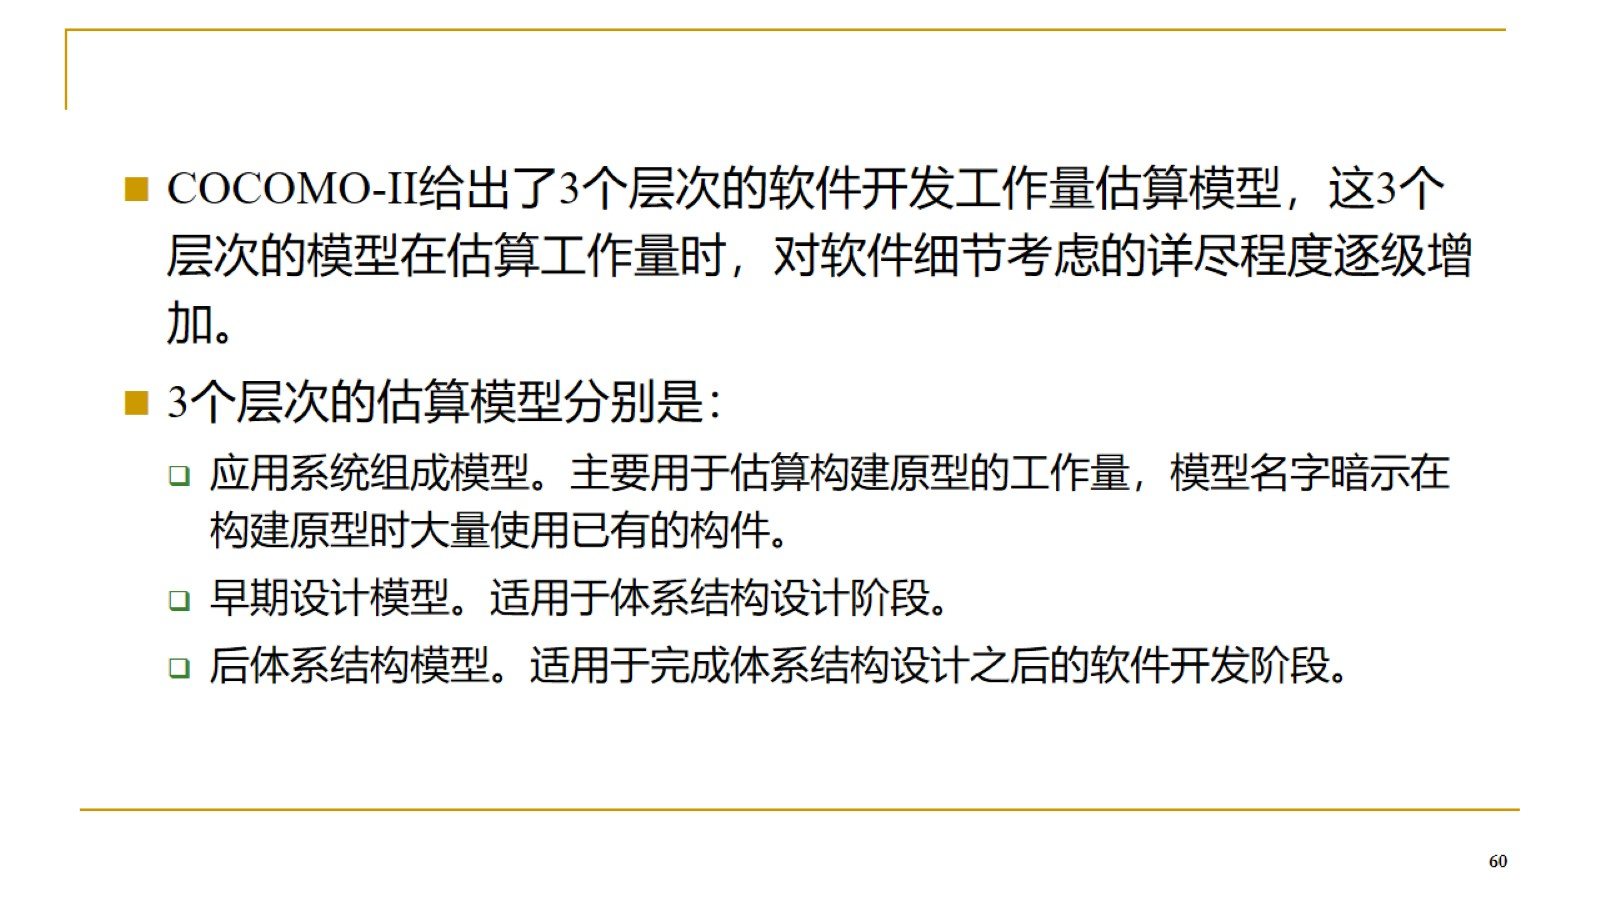 COCOMO-II给出了3个层次的软件开发工作量估算模型，这3个
层次的模型在估算工作量时，对软件细节考虑的详尽程度逐级增
加。
3个层次的估算模型分别是：
应用系统组成模型。主要用于估算构建原型的工作量，模型名字暗示在
构建原型时大量使用已有的构件。
早期设计模型。适用于体系结构设计阶段。
后体系结构模型。适用于完成体系结构设计之后的软件开发阶段。
60